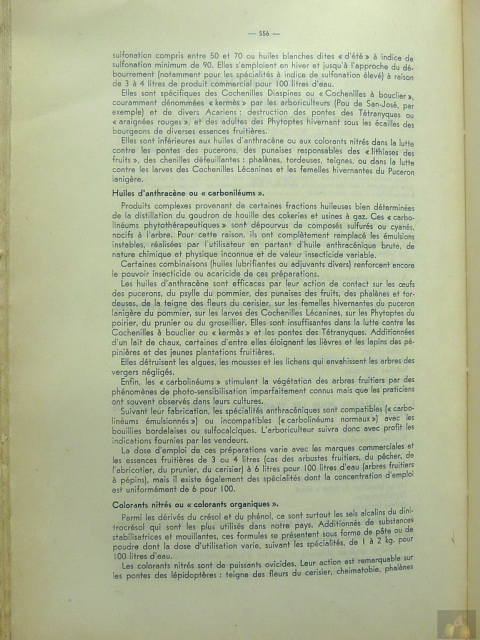 — 556 —
sulfonation compris entre 50 et 70 ou huiles blanches dites « d'été » à indice de
sulfonation minimum de 90. Elles s'emploient en hiver et jusqu'à l'approche du dé-
bourrement (notamment pour les spécialités à indice de sulfonation élevé) à raison
de 3 à 4 litres de produit commercial pour 100 litres d'eau.
Elles sont spécifiques des Cochenilles Diaspines ou « Cochenilles à bouclier »,
couramment dénommées « kermès » par les arboriculteurs (Pou de San-José, par
exemple) et de divers Acariens : destruction des pontes des Tétranyques ou
« araignées rouges », et des adultes des Phytoptes hivernant sous les écailles des
bourgeons de diverses essences fruitières.
Elles sont inférieures aux huiles d'anthracène ou aux colorants nitrés dans la lutte
contre les pontes des pucerons, des punaises responsables des « lithiases des
fruits », des chenilles défeuillantes : phalènes, tordeuses, teignes, ou dans la lutte
contre les larves des Cochenilles Lécanines et les femelles hivernantes du Puceron
lanigère.
Huiles d'anthracène ou « carboniléums ».
Produits complexes provenant de certaines fractions huileuses bien déterminées
de la distillation du goudron de houille des cokeries et usines à gaz. Ces « carbo-
linéums phytothérapeutiques » sont dépourvus de composés sulfurés ou cyanés,
nocifs à l'arbre. Pour cette raison, ils ont complètement remplacé les émulsions
instables, réalisées par l'utilisateur en partant d'huile anthracénique brute, de
nature chimique et physique inconnue et de valeur insecticide variable.
Certaines combinaisons (huiles lubrifiantes ou adjuvants divers) renforcent encore
le pouvoir insecticide ou acaricide de ces préparations.
Les huiles d'anthracène sont efficaces par leur action de contact sur les œufs
des pucerons, du psylle du pommier, des punaises des fruits, des phalènes et tor-
deuses, de la teigne des fleurs du cerisier, sur les femelles hivernantes du puceron
lanigère du pommier, sur les larves des Cochenilles Lécanines, sur les Phytoptes du
poirier, du prunier ou du groseillier. Elles sont insuffisantes dans la lutte contre les
Cochenilles à bouclier ou « kermès » et les pontes des Tétranyques. Additionnées
d'un lait de chaux, certaines d'entre elles éloignent les lièvres et les lapins des pé-
pinières et des jeunes plantations fruitières.
Elles détruisent les algues, les mousses et les lichens qui envahissent les arbres des
vergers négligés.
Enfin, les « carbolinéums » stimulent la végétation des arbres fruitiers par des
phénomènes de photo-sensibilisation imparfaitement connus mais que les praticiens
ont souvent observés dans leurs cultures.
Suivant leur fabrication, les spécialités anthracéniques sont compatibles (« carbo-
linéums émulsionnés ») ou incompatibles (« carbolinéums normaux ») avec les
bouillies bordelaises ou sulfocalciques. L'arboriculteur suivra donc avec profit les
indications fournies par les vendeurs.
La dose d'emploi de ces préparations varie avec les marques commerciales et
les essences fruitières de 3 ou 4 litres (cas des arbustes fruitiers, du pêcher, de
l'abricotier, du prunier, du cerisier) à 6 litres pour 100 litres d'eau (arbres fruitiers
à pépins), mais il existe également des spécialités dont la concentration d'emploi
est uniformément de 6 pour 100.
Colorants nitrés ou « colorants organiques ».
Parmi les dérivés du crésol et du phénol, ce sont surtout les sels alcalins du dini-
trocrésol qui sont les plus utilisés dans notre pays. Additionnés de substances
stabilisatrices et mouillantes, ces formules se présentent sous forme de pâte ou de
poudre dont la dose d'utilisation varie, suivant les spécialités, de 1 à 2 kg. pour
100 litres d'eau.
Les colorants nitrés sont de puissants ovicides. Leur action est remarquable sur
les pontes des lépidoptères : teigne des fleurs du cerisier, cheimatobie, phalènes